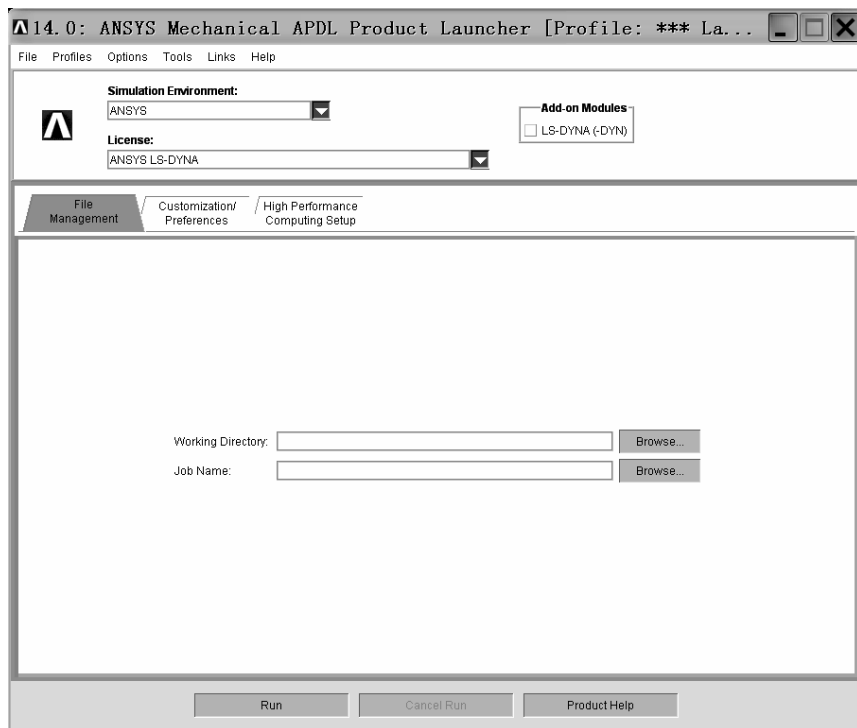 14.0: ANSYS Mechanical APDL Product Launcher [Profile: *** La...
File Profiles Options Tools Links Help
Simulation Environment:
ANSYS
License:
ANSYS LS-DYNA
Add-on Modules
LS-DYNA (-DYN)
File
Management
Customization/
Preferences
High Performance
Computing Setup
Working Directory:
Browse...
Job Name:
Browse...
Run
Cancel Run
Product Help